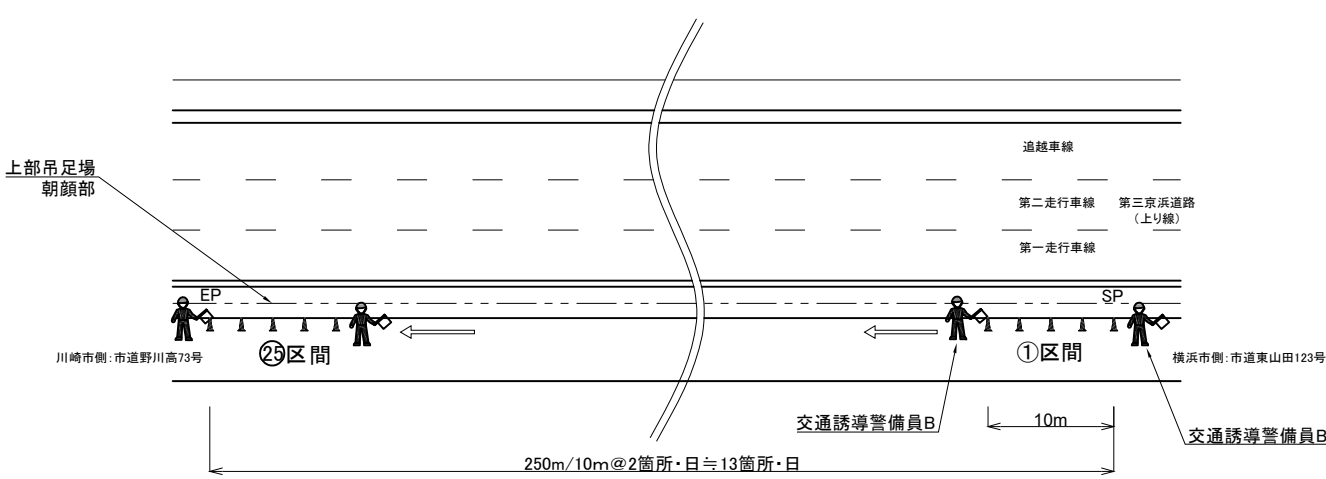 追越車線
上部吊足場
朝顔部
第二走行車線
第三京浜道路
(上り線)
第一走行車線
EP
SP
川崎市側:市道野川高73号
㉕区間
①区間
横浜市側:市道東山田123号
交通誘導警備員B
10m
交通誘導警備員B
250m/10m@2箇所・日≒13箇所・日